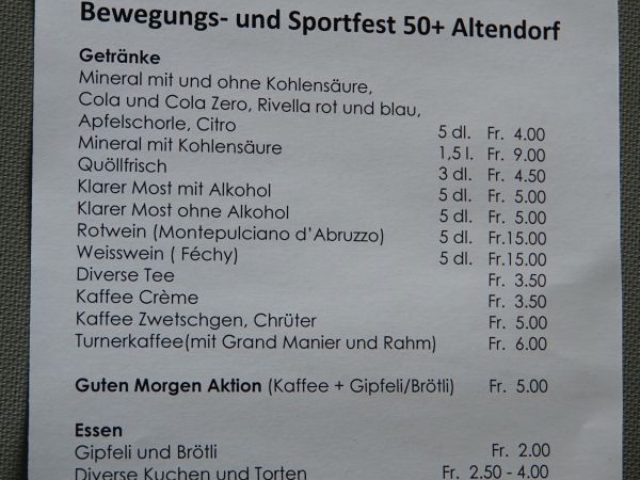 Bewegungs- und Sportfest 50+ Altendorf
Getränke
Mineral mit und ohne Kohlensäure,
Cola und Cola Zero, Rivella rot und blau,
Apfelschorle, Citro 5 dl. Fr. 4.00
Mineral mit Kohlensäure 1,5 l. Fr. 9.00
Quöllfrisch 3 dl. Fr. 4.50
Klarer Most mit Alkohol 5 dl. Fr. 5.00
Klarer Most ohne Alkohol 5 dl. Fr. 5.00
Rotwein (Montepulciano d'Abruzzo) 5 dl. Fr.15.00
Weisswein ( Féchy) 5 dl. Fr.15.00
Diverse Tee Fr. 3.50
Kaffee Crème Fr. 3.50
Kaffee Zwetschgen, Chrüter Fr. 5.00
Turnerkaffee(mit Grand Manier und Rahm) Fr. 6.00
Guten Morgen Aktion (Kaffee + Gipfeli/Brötli) Fr. 5.00
Essen
Gipfeli und Brötli Fr. 2.00
Diverse Kuchen und Torten Fr. 2.50 - 4.00